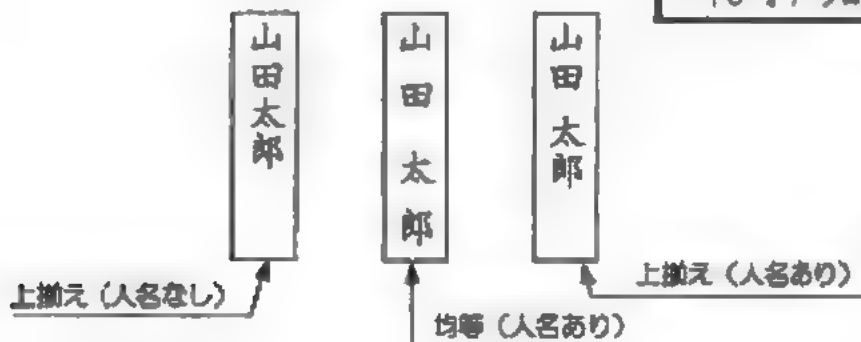 山田太郎
山田太郎
山田太郎
上揃え（人名なし）
均等（人名あり）
上揃え（人名あり）